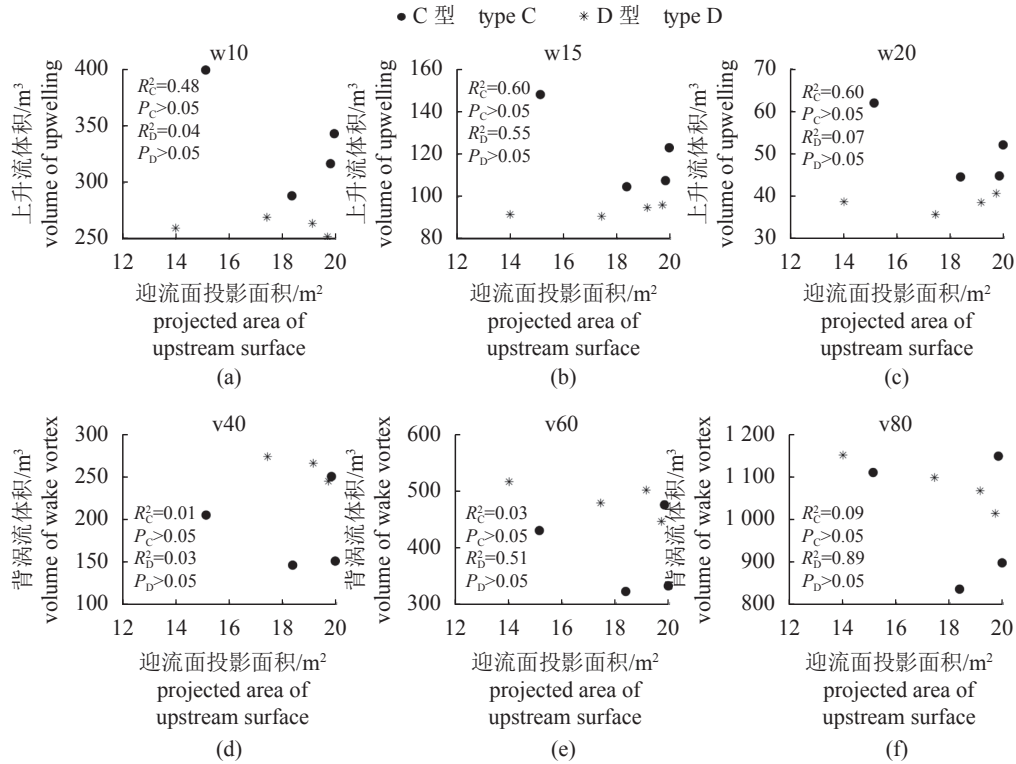 ● C 型 type C * D 型 type D
w10
上升流体积/m³
volume of upwelling
400
350
300
250
R²C=0.48
PC>0.05
R²D=0.04
PD>0.05
12 14 16 18 20
迎流面投影面积/m²
projected area of
upstream surface
(a)
w15
上升流体积/m³
volume of upwelling
160
140
120
100
80
R²C=0.60
PC>0.05
R²D=0.55
PD>0.05
12 14 16 18 20
迎流面投影面积/m²
projected area of
upstream surface
(b)
w20
上升流体积/m³
volume of upwelling
70
60
50
40
30
R²C=0.60
PC>0.05
R²D=0.07
PD>0.05
12 14 16 18 20
迎流面投影面积/m²
projected area of
upstream surface
(c)
v40
背涡流体积/m³
volume of wake vortex
300
250
200
150
100
R²C=0.01
PC>0.05
R²D=0.03
PD>0.05
12 14 16 18 20
迎流面投影面积/m²
projected area of
upstream surface
(d)
v60
背涡流体积/m³
volume of wake vortex
600
500
400
300
R²C=0.03
PC>0.05
R²D=0.51
PD>0.05
12 14 16 18 20
迎流面投影面积/m²
projected area of
upstream surface
(e)
v80
背涡流体积/m³
volume of wake vortex
1 200
1 100
1 000
900
800
R²C=0.09
PC>0.05
R²D=0.89
PD>0.05
12 14 16 18 20
迎流面投影面积/m²
projected area of
upstream surface
(f)